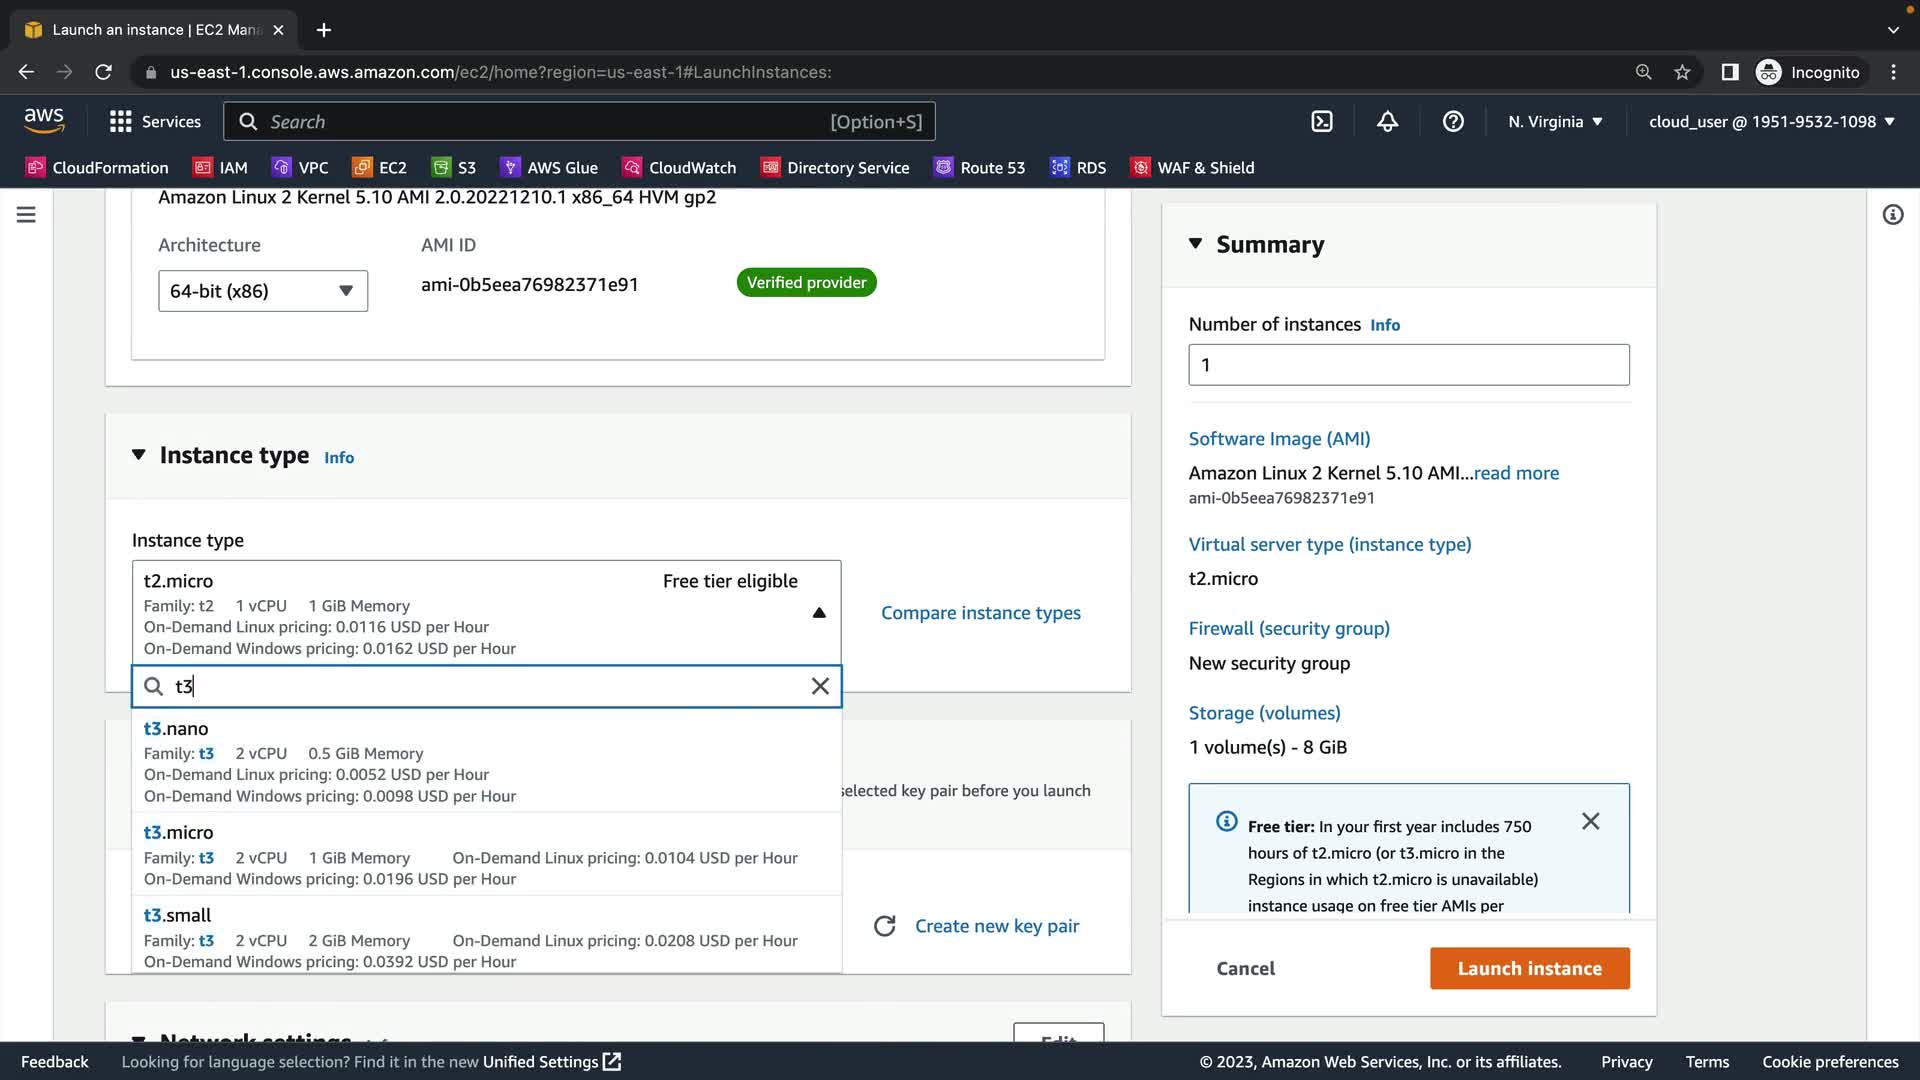 Launch an instance | EC2 Mana
us-east-1.console.aws.amazon.com/ec2/home?region=us-east-1#LaunchInstances:
Incognito
aws
Services
Search
[Option+S]
N. Virginia
cloud_user @ 1951-9532-1098
CloudFormation
IAM
VPC
EC2
S3
AWS Glue
CloudWatch
Directory Service
Route 53
RDS
WAF & Shield
Amazon Linux 2 Kernel 5.10 AMI 2.0.20221210.1 x86_64 HVM gp2
Architecture
AMI ID
64-bit (x86)
ami-0b5eea76982371e91
Verified provider
Instance type Info
Instance type
t2.micro
Free tier eligible
Family: t2 1 vCPU 1 GiB Memory
On-Demand Linux pricing: 0.0116 USD per Hour
On-Demand Windows pricing: 0.0162 USD per Hour
Compare instance types
t3
t3.nano
Family: t3 2 vCPU 0.5 GiB Memory
On-Demand Linux pricing: 0.0052 USD per Hour
On-Demand Windows pricing: 0.0098 USD per Hour
selected key pair before you launch
t3.micro
Family: t3 2 vCPU 1 GiB Memory On-Demand Linux pricing: 0.0104 USD per Hour
On-Demand Windows pricing: 0.0196 USD per Hour
t3.small
Family: t3 2 vCPU 2 GiB Memory On-Demand Linux pricing: 0.0208 USD per Hour
On-Demand Windows pricing: 0.0392 USD per Hour
Create new key pair
Network settings
Edit
Summary
Number of instances Info
1
Software Image (AMI)
Amazon Linux 2 Kernel 5.10 AMI...read more
ami-0b5eea76982371e91
Virtual server type (instance type)
t2.micro
Firewall (security group)
New security group
Storage (volumes)
1 volume(s) - 8 GiB
Free tier: In your first year includes 750
hours of t2.micro (or t3.micro in the
Regions in which t2.micro is unavailable)
instance usage on free tier AMIs per
Cancel
Launch instance
Feedback
Looking for language selection? Find it in the new Unified Settings
© 2023, Amazon Web Services, Inc. or its affiliates.
Privacy
Terms
Cookie preferences